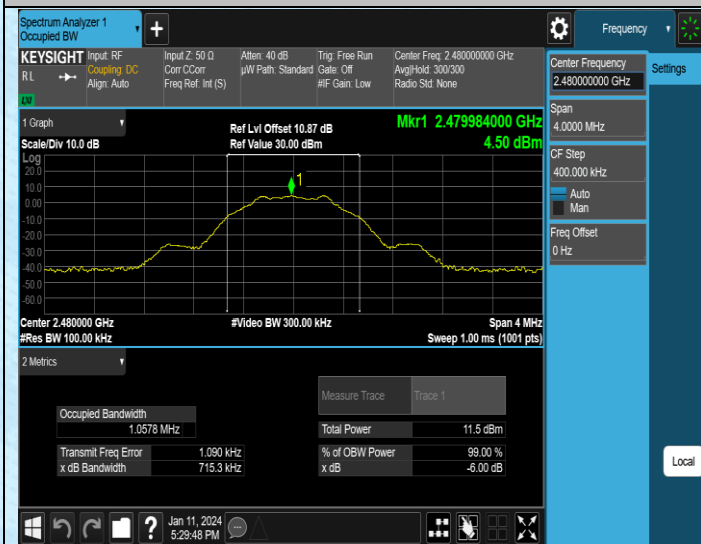 Spectrum Analyzer 1
Occupied BW
Frequency
KEYSIGHT
RL
Input: RF
Coupling: DC
Align: Auto
Input Z: 50 Ω
Corr CCorr
Freq Ref: Int (S)
Atten: 40 dB
µW Path: Standard
Trig: Free Run
Gate: Off
#IF Gain: Low
Center Freq: 2.480000000 GHz
Avg|Hold: 300/300
Radio Std: None
1 Graph
Scale/Div 10.0 dB
Ref Lvl Offset 10.87 dB
Ref Value 30.00 dBm
Mkr1 2.479984000 GHz
4.50 dBm
Log
20.0
10.0
0.00
-10.0
-20.0
-30.0
-40.0
-50.0
-60.0
1
Center 2.480000 GHz
#Res BW 100.00 kHz
#Video BW 300.00 kHz
Span 4 MHz
Sweep 1.00 ms (1001 pts)
2 Metrics
Measure Trace
Trace 1
Occupied Bandwidth
1.0578 MHz
Total Power
11.5 dBm
Transmit Freq Error
1.090 kHz
% of OBW Power
99.00 %
x dB Bandwidth
715.3 kHz
x dB
-6.00 dB
Center Frequency
2.480000000 GHz
Settings
Span
4.0000 MHz
CF Step
400.000 kHz
Auto
Man
Freq Offset
0 Hz
Local
?
Jan 11, 2024
5:29:48 PM